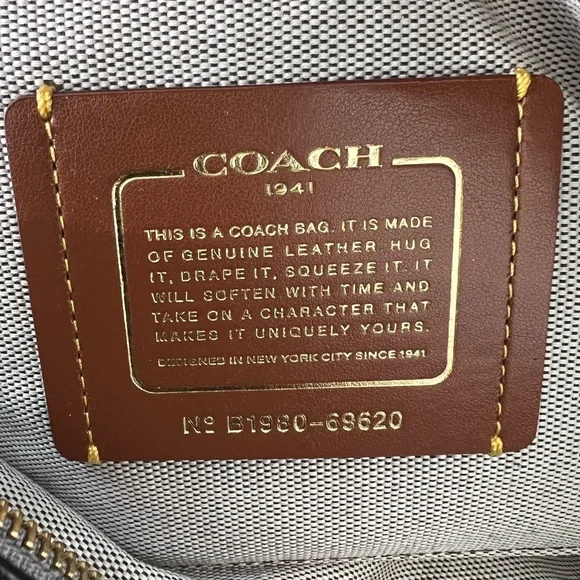 COACH
1941
THIS IS A COACH BAG. IT IS MADE
OF GENUINE LEATHER. HUG
IT, DRAPE IT, SQUEEZE IT. IT
WILL SOFTEN WITH TIME AND
TAKE ON A CHARACTER THAT
MAKES IT UNIQUELY YOURS.
DESIGNED IN NEW YORK CITY SINCE 1941
Nº B1980-69620